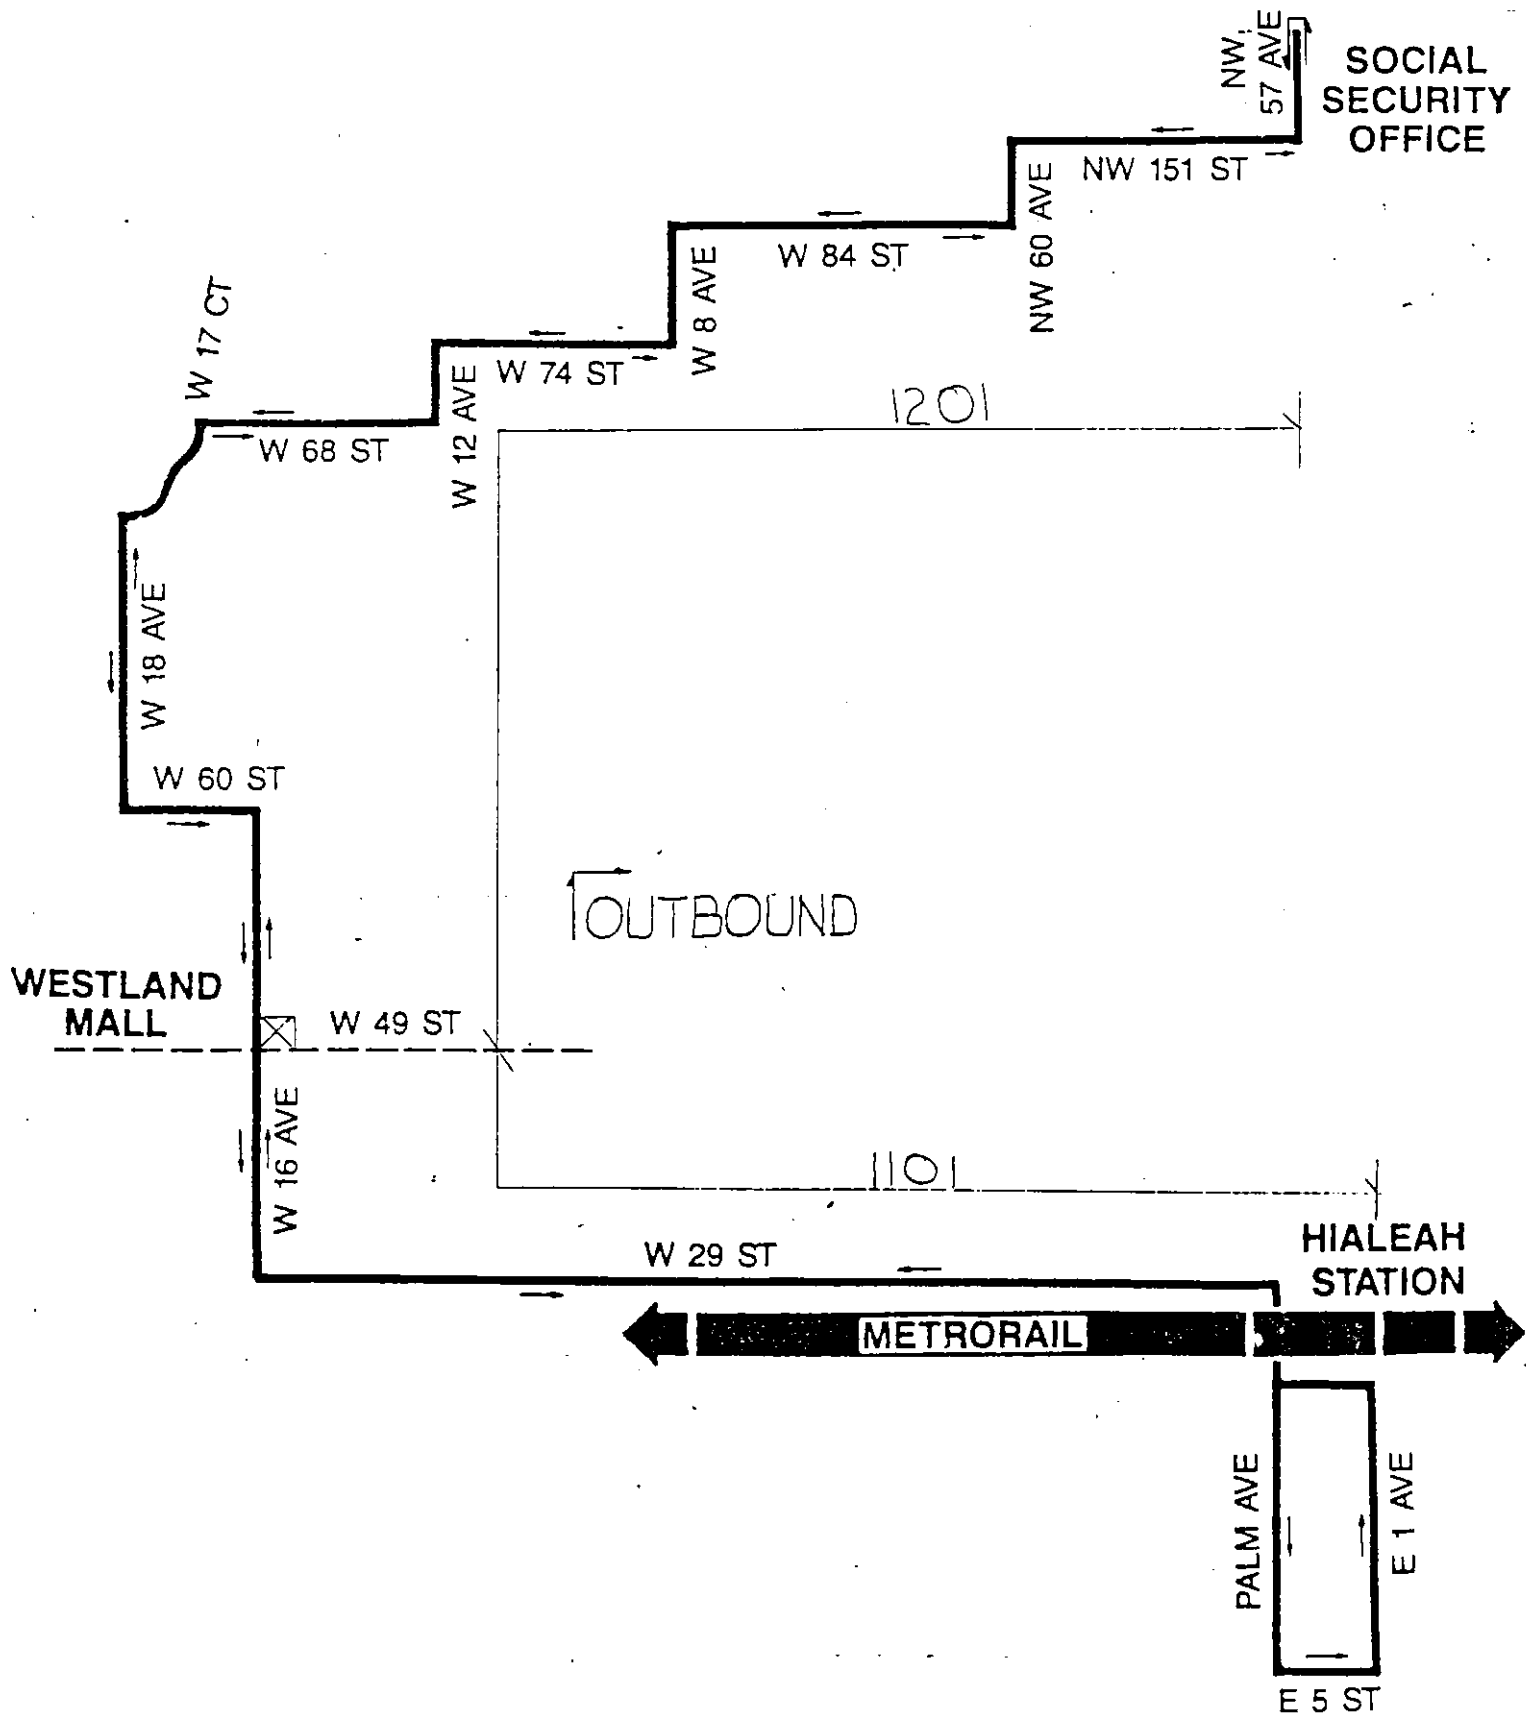 NW,
57 AVE
SOCIAL
SECURITY
OFFICE
NW 151 ST
NW 60 AVE
W 84 ST
W 8 AVE
W 17 CT
W 74 ST
W 12 AVE
W 68 ST
1201
W 18 AVE
W 60 ST
OUTBOUND
WESTLAND
MALL
W 49 ST
W 16 AVE
1101
W 29 ST
HIALEAH
STATION
METRORAIL
PALM AVE
E 1 AVE
E 5 ST